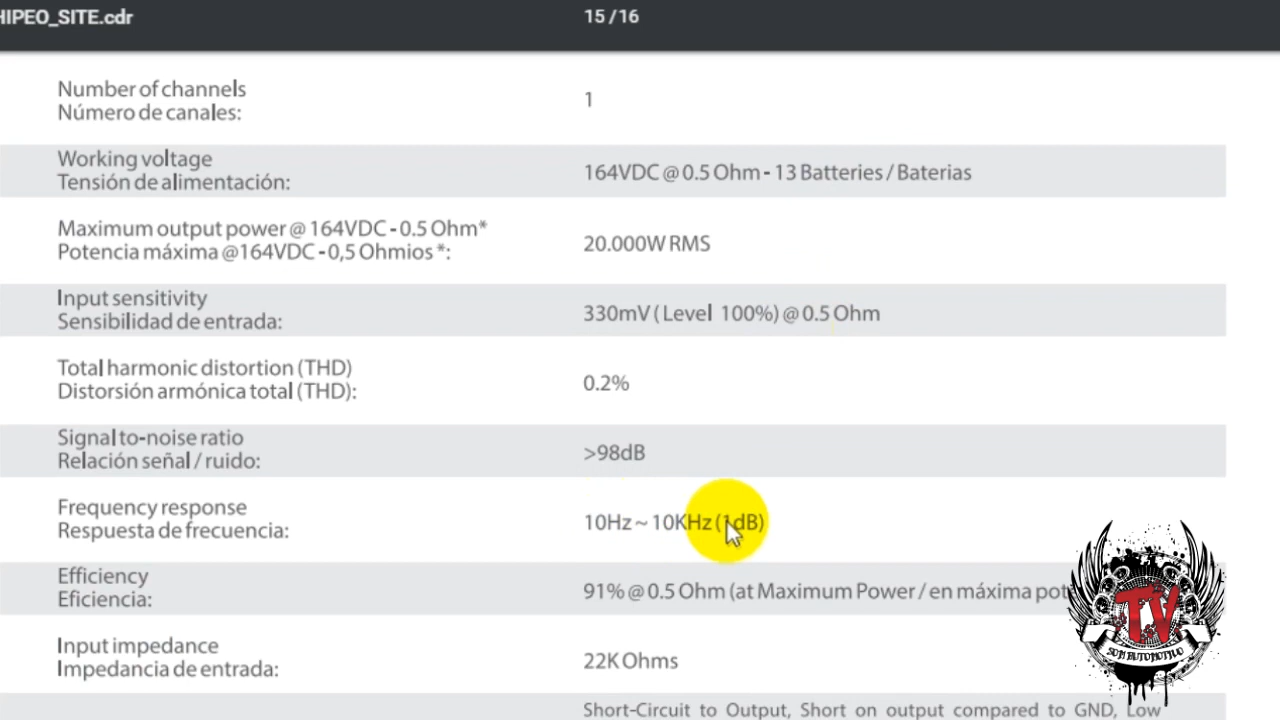 HIPEO_SITE.cdr
15 / 16
Number of channels
Número de canales:
1
Working voltage
Tensión de alimentación:
164VDC @ 0.5 Ohm - 13 Batteries / Baterias
Maximum output power @ 164VDC - 0.5 Ohm*
Potencia máxima @164VDC - 0,5 Ohmios *:
20.000W RMS
Input sensitivity
Sensibilidad de entrada:
330mV ( Level 100%) @ 0.5 Ohm
Total harmonic distortion (THD)
Distorsión armónica total (THD):
0.2%
Signal to-noise ratio
Relación señal / ruido:
>98dB
Frequency response
Respuesta de frecuencia:
10Hz ~ 10KHz (1dB)
Efficiency
Eficiencia:
91% @ 0.5 Ohm (at Maximum Power / en máxima pot
Input impedance
Impedancia de entrada:
22K Ohms
Short-Circuit to Output, Short on output compared to GND, Low
TV
SOM AUTOMOTIVO